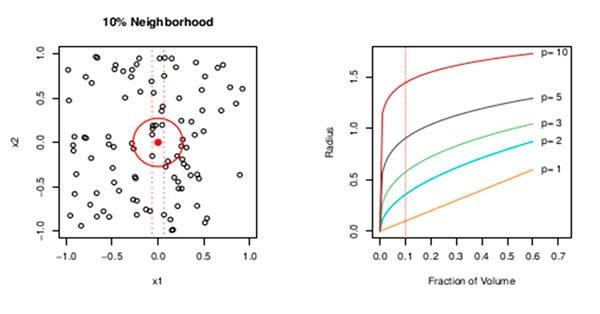 10% Neighborhood
x2
1.0
0.5
0.0
−0.5
−1.0
−1.0 −0.5 0.0 0.5 1.0
x1
Radius
1.5
1.0
0.5
0.0
p= 10
p= 5
p= 3
p= 2
p= 1
0.0 0.1 0.2 0.3 0.4 0.5 0.6 0.7
Fraction of Volume